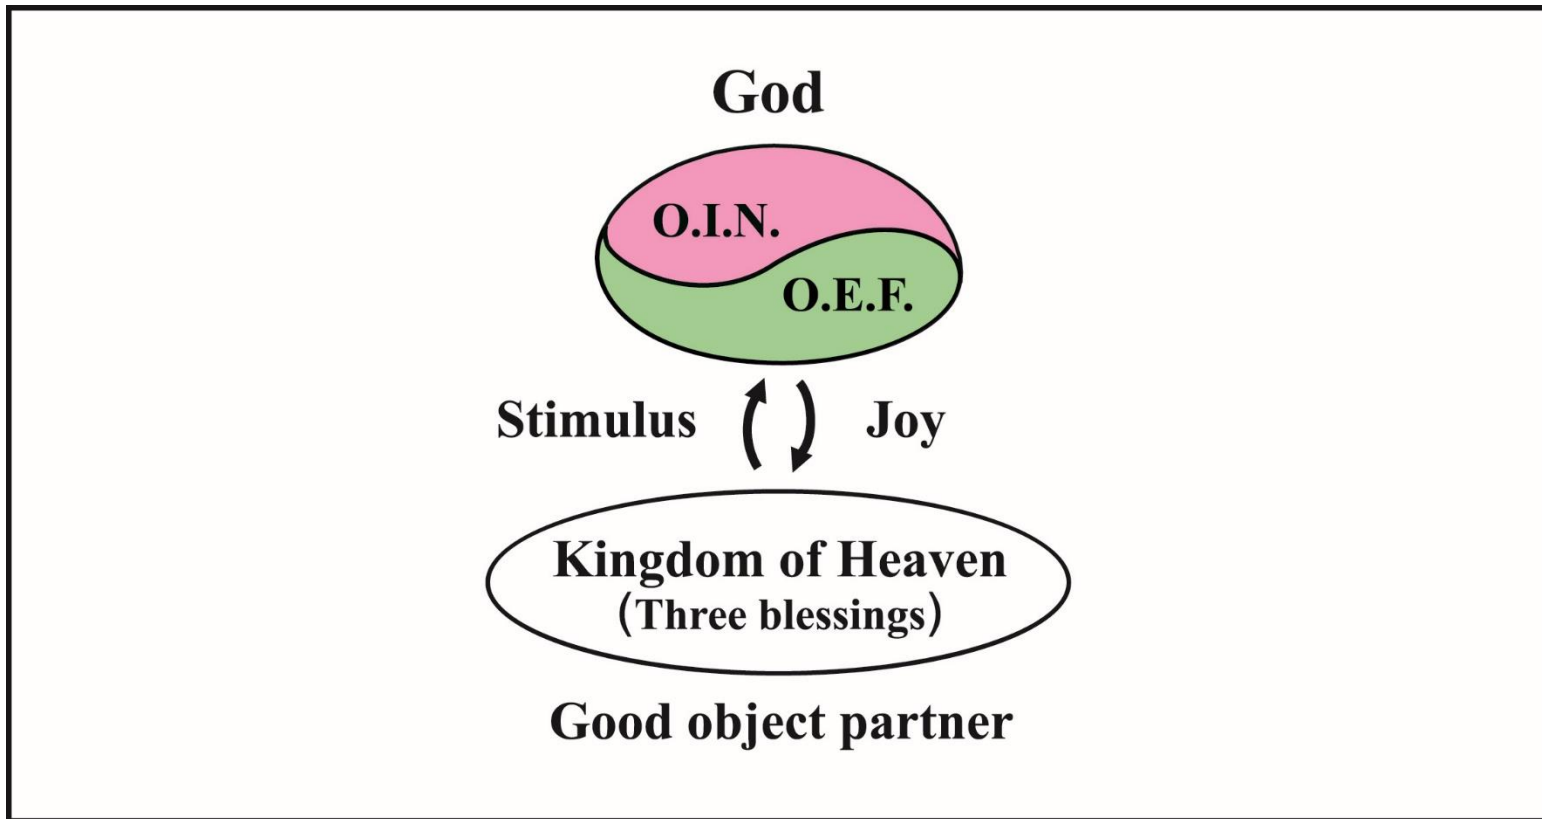 God
O.I.N.
O.E.F.
Stimulus Joy
Kingdom of Heaven
(Three blessings)
Good object partner